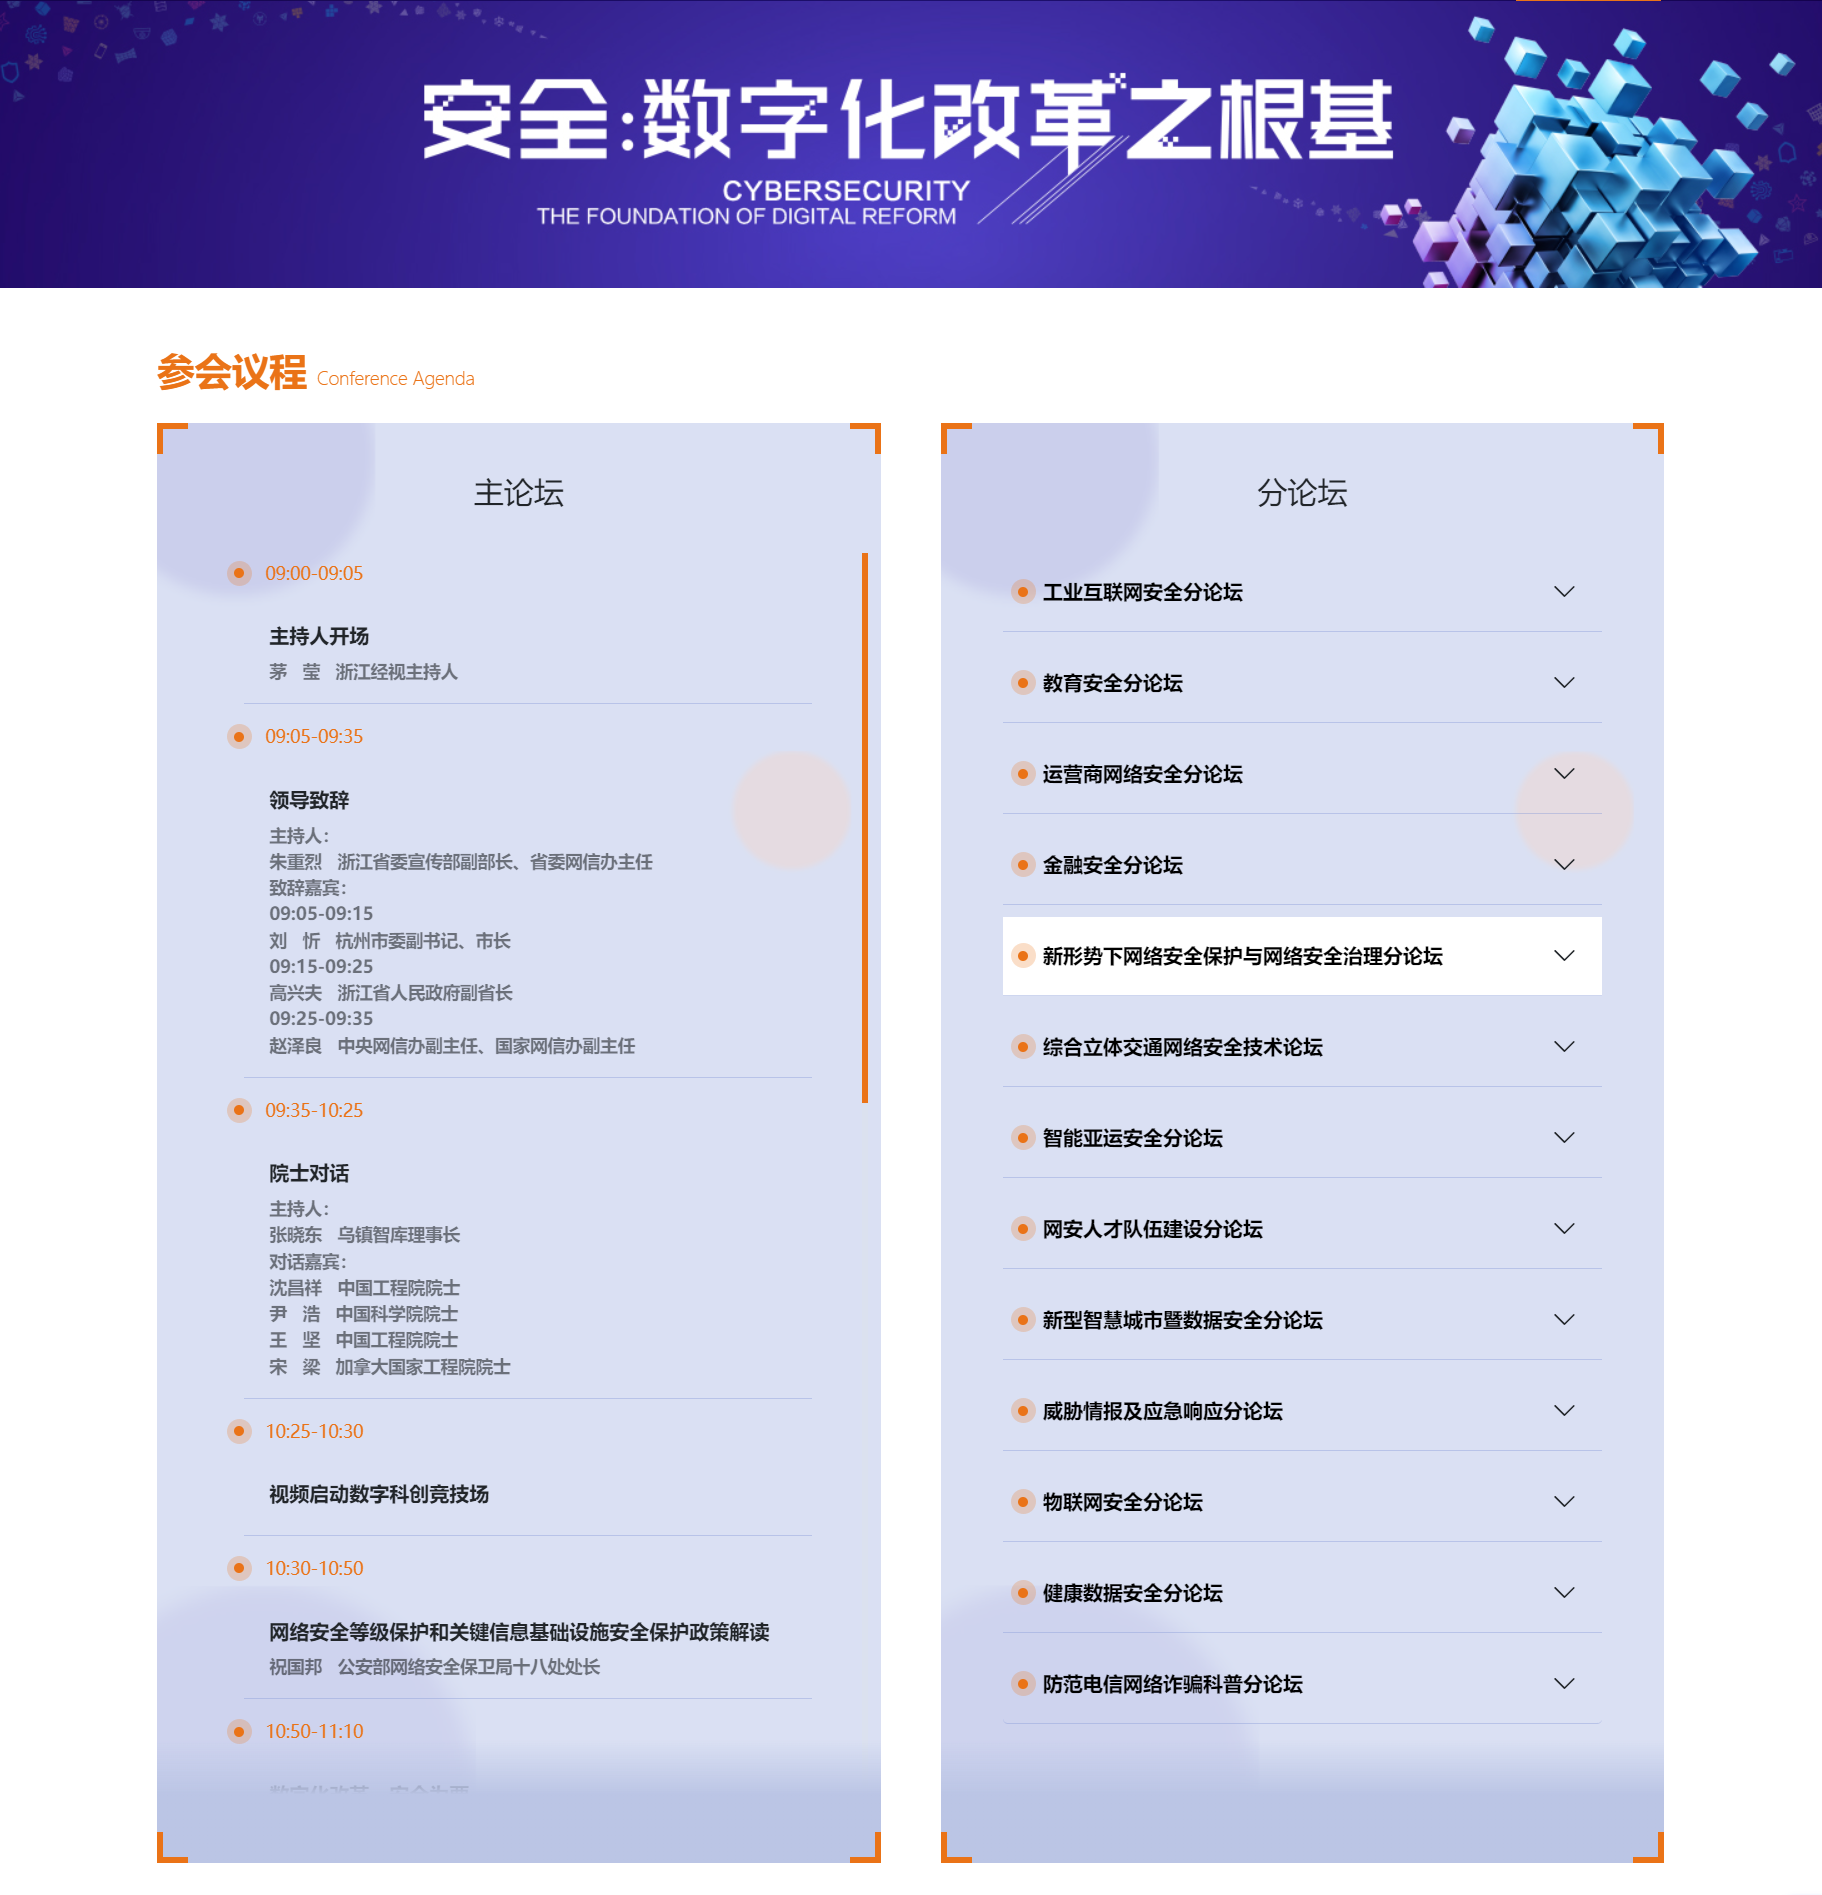 安全:数字化改革之根基
CYBERSECURITY
THE FOUNDATION OF DIGITAL REFORM
参会议程 Conference Agenda
主论坛
09:00-09:05
主持人开场
茅 莹 浙江经视主持人
09:05-09:35
领导致辞
主持人:
朱重烈 浙江省委宣传部副部长、省委网信办主任
致辞嘉宾:
09:05-09:15
刘 忻 杭州市委副书记、市长
09:15-09:25
高兴夫 浙江省人民政府副省长
09:25-09:35
赵泽良 中央网信办副主任、国家网信办副主任
09:35-10:25
院士对话
主持人:
张晓东 乌镇智库理事长
对话嘉宾:
沈昌祥 中国工程院院士
尹 浩 中国科学院院士
王 坚 中国工程院院士
宋 梁 加拿大国家工程院院士
10:25-10:30
视频启动数字科创竞技场
10:30-10:50
网络安全等级保护和关键信息基础设施安全保护政策解读
祝国邦 公安部网络安全保卫局十八处处长
10:50-11:10
数字化改革 安全为要
分论坛
工业互联网安全分论坛
教育安全分论坛
运营商网络安全分论坛
金融安全分论坛
新形势下网络安全保护与网络安全治理分论坛
综合立体交通网络安全技术论坛
智能亚运安全分论坛
网安人才队伍建设分论坛
新型智慧城市暨数据安全分论坛
威胁情报及应急响应分论坛
物联网安全分论坛
健康数据安全分论坛
防范电信网络诈骗科普分论坛